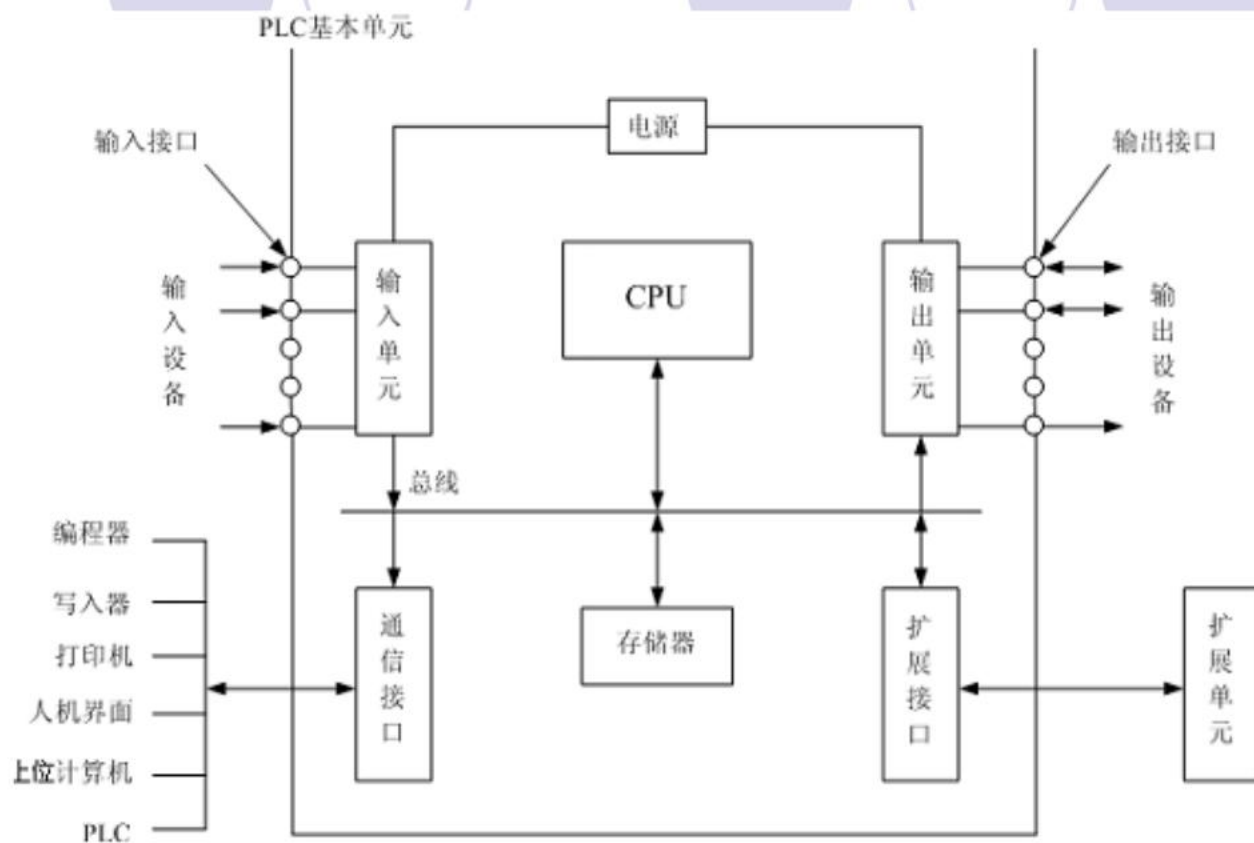 PLC基本单元
电源
输入接口
输出接口
输入设备
输入单元
CPU
输出单元
输出设备
总线
编程器
写入器
打印机
人机界面
上位计算机
PLC
通信接口
存储器
扩展接口
扩展单元